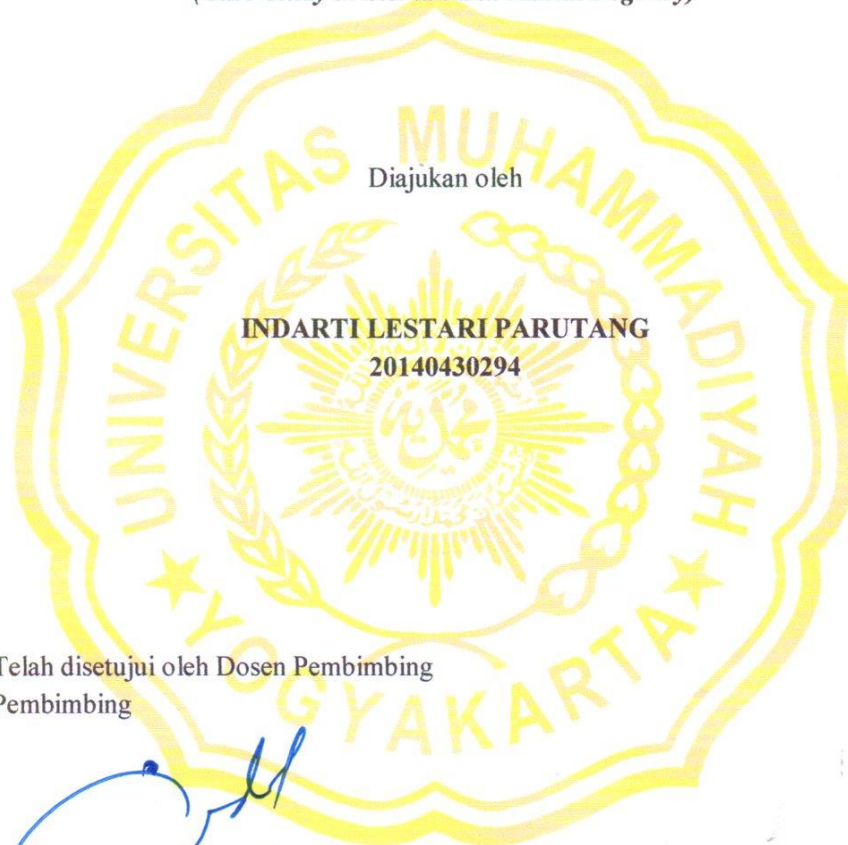 Diajukan oleh
UNIVERSITAS MUHAMMADIYAH
INDARTI LESTARI PARUTANG
20140430294
YOGYAKARTA
Telah disetujui oleh Dosen Pembimbing
Pembimbing